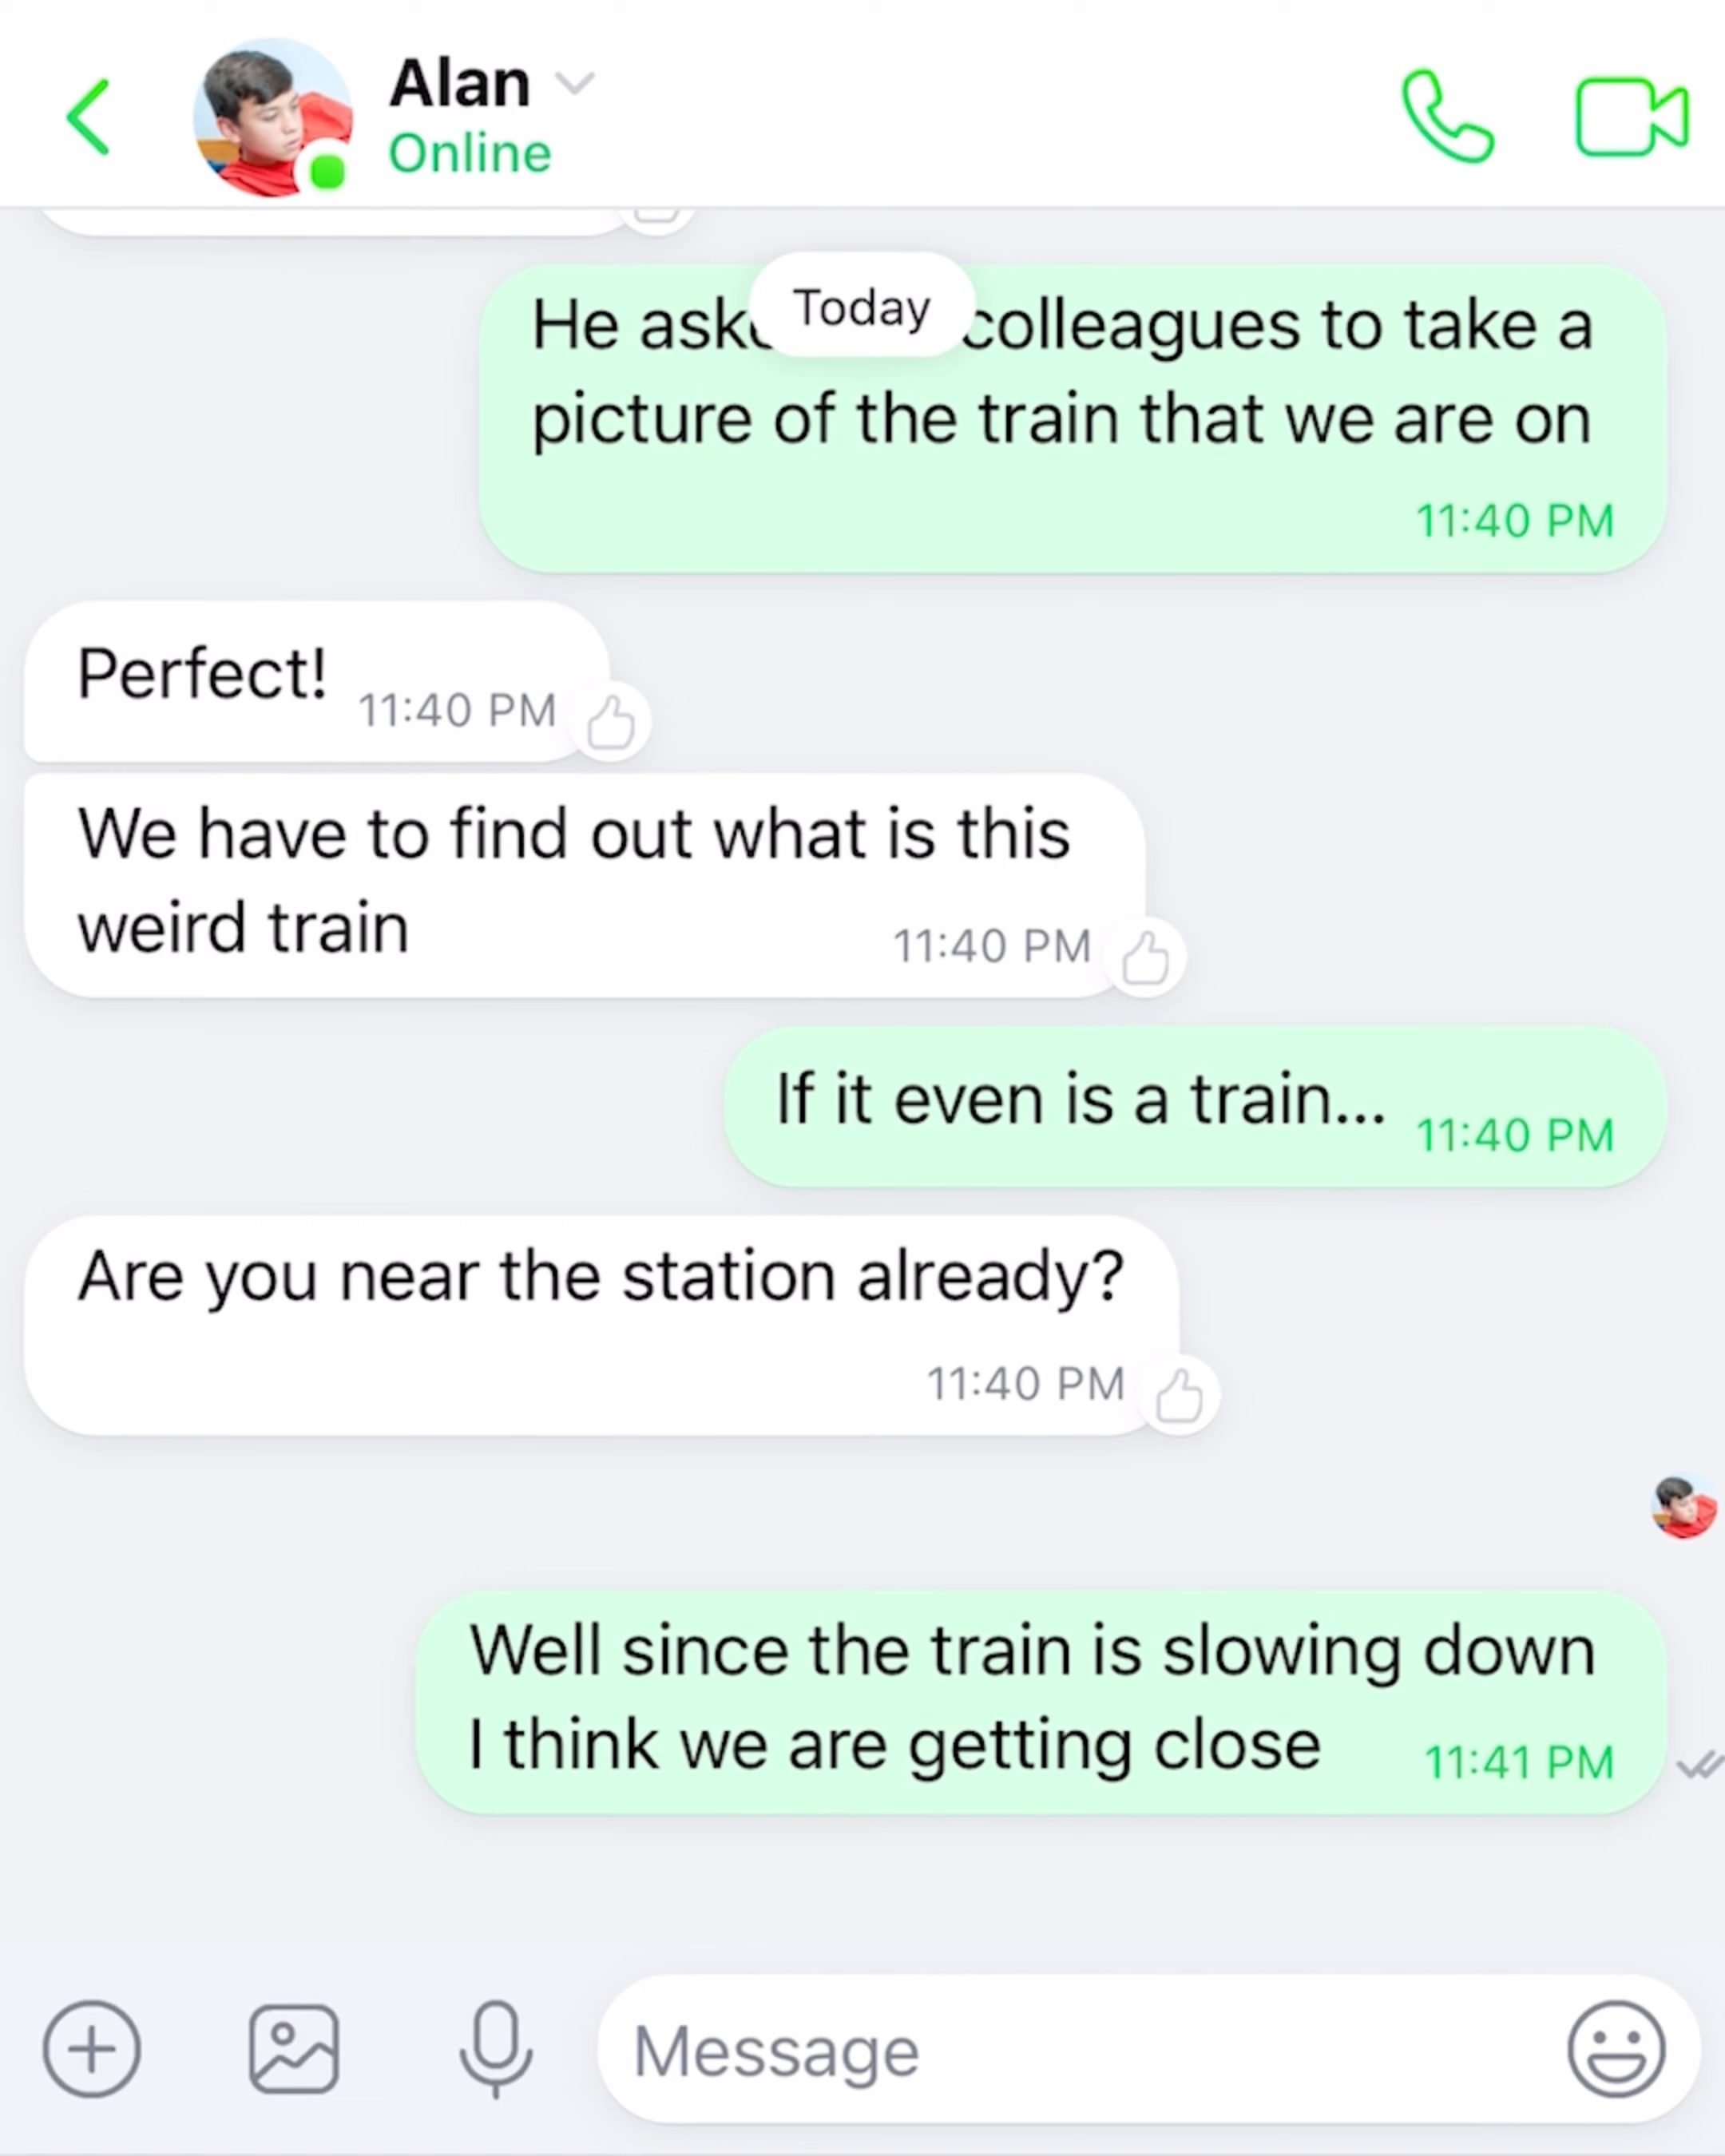 Alan
Online
Today
He colleagues to take a
picture of the train that we are on
11:40 PM
Perfect!
11:40 PM
We have to find out what is this
weird train
11:40 PM
If it even is a train...
11:40 PM
Are you near the station already?
11:40 PM
Well since the train is slowing down
I think we are getting close
11:41 PM
Message